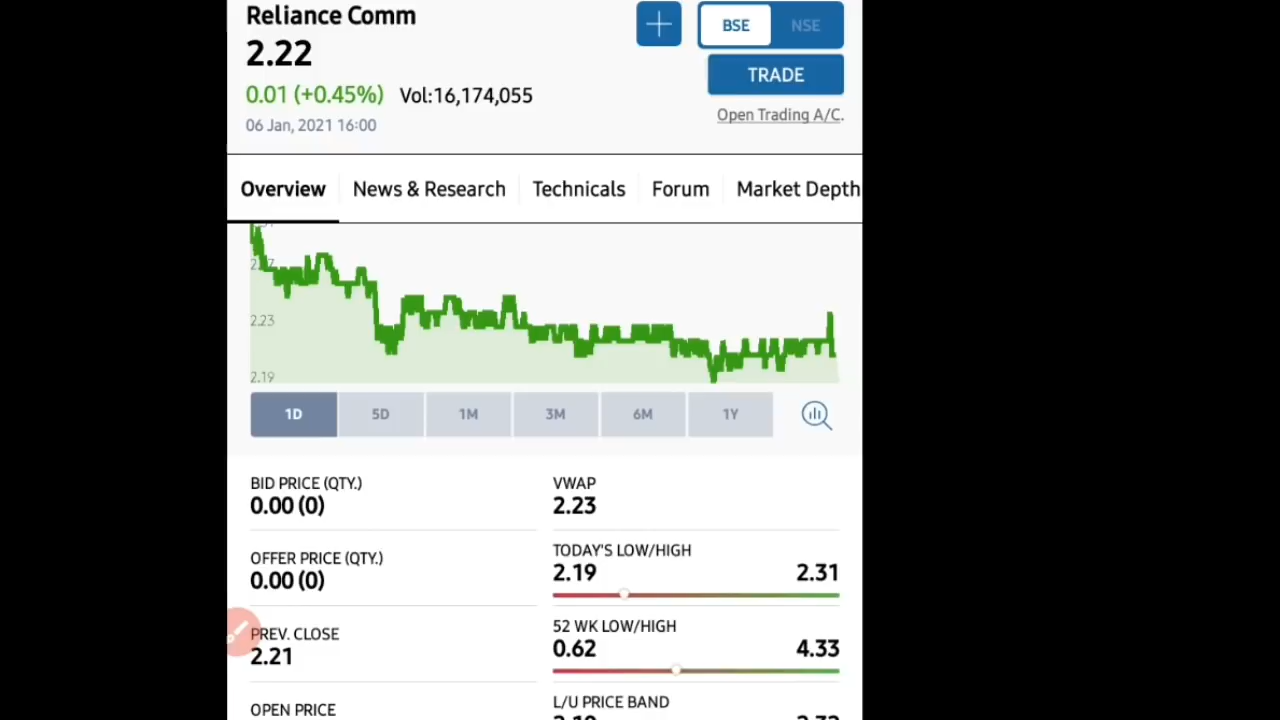 Reliance Comm
2.22
0.01 (+0.45%) Vol:16,174,055
06 Jan, 2021 16:00
BSE NSE
TRADE
Open Trading A/C.
Overview News & Research Technicals Forum Market Depth
2.23
2.19
1D 5D 1M 3M 6M 1Y
BID PRICE (QTY.)
0.00 (0)
VWAP
2.23
OFFER PRICE (QTY.)
0.00 (0)
TODAY'S LOW/HIGH
2.19 2.31
PREV. CLOSE
2.21
52 WK LOW/HIGH
0.62 4.33
OPEN PRICE
L/U PRICE BAND